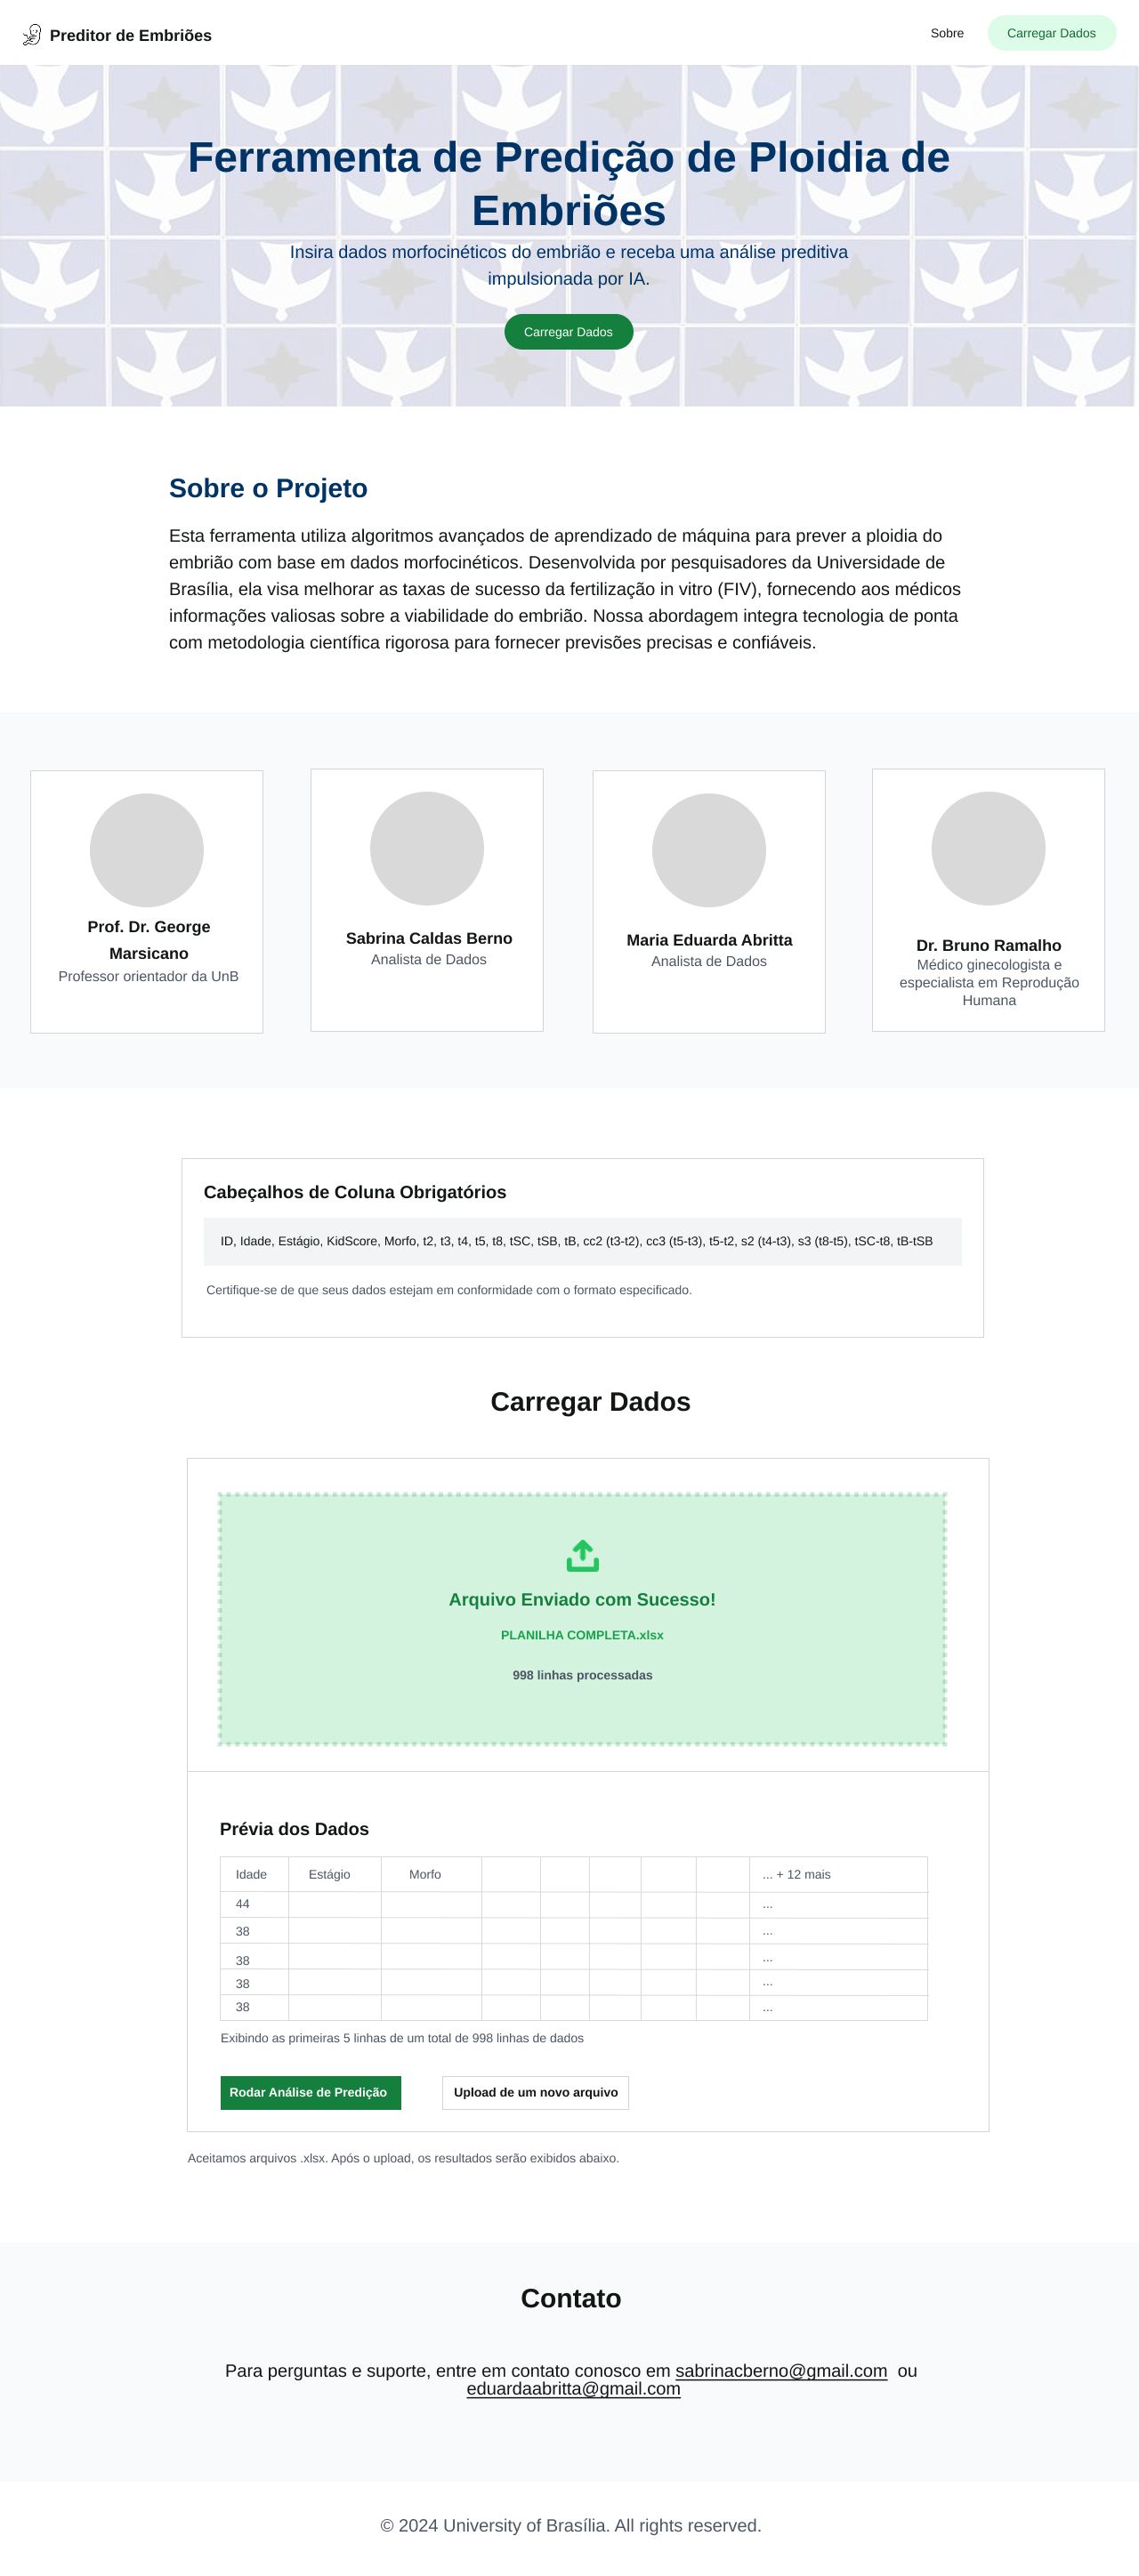 Preditor de Embriões
Sobre
Carregar Dados
Ferramenta de Predição de Ploidia de
Embriões
Insira dados morfocinéticos do embrião e receba uma análise preditiva
impulsionada por IA.
Carregar Dados
Sobre o Projeto
Esta ferramenta utiliza algoritmos avançados de aprendizado de máquina para prever a ploidia do
embrião com base em dados morfocinéticos. Desenvolvida por pesquisadores da Universidade de
Brasília, ela visa melhorar as taxas de sucesso da fertilização in vitro (FIV), fornecendo aos médicos
informações valiosas sobre a viabilidade do embrião. Nossa abordagem integra tecnologia de ponta
com metodologia científica rigorosa para fornecer previsões precisas e confiáveis.
Prof. Dr. George
Marsicano
Professor orientador da UnB
Sabrina Caldas Berno
Analista de Dados
Maria Eduarda Abritta
Analista de Dados
Dr. Bruno Ramalho
Médico ginecologista e
especialista em Reprodução
Humana
Cabeçalhos de Coluna Obrigatórios
ID, Idade, Estágio, KidScore, Morfo, t2, t3, t4, t5, t8, tSC, tSB, tB, cc2 (t3-t2), cc3 (t5-t3), t5-t2, s2 (t4-t3), s3 (t8-t5), tSC-t8, tB-tSB
Certifique-se de que seus dados estejam em conformidade com o formato especificado.
Carregar Dados
Arquivo Enviado com Sucesso!
PLANILHA COMPLETA.xlsx
998 linhas processadas
Prévia dos Dados
Idade Estágio Morfo ... + 12 mais
44 ...
38 ...
38 ...
38 ...
38 ...
Exibindo as primeiras 5 linhas de um total de 998 linhas de dados
Rodar Análise de Predição
Upload de um novo arquivo
Aceitamos arquivos .xlsx. Após o upload, os resultados serão exibidos abaixo.
Contato
Para perguntas e suporte, entre em contato conosco em sabrinacberno@gmail.com ou
eduardaabritta@gmail.com
© 2024 University of Brasília. All rights reserved.